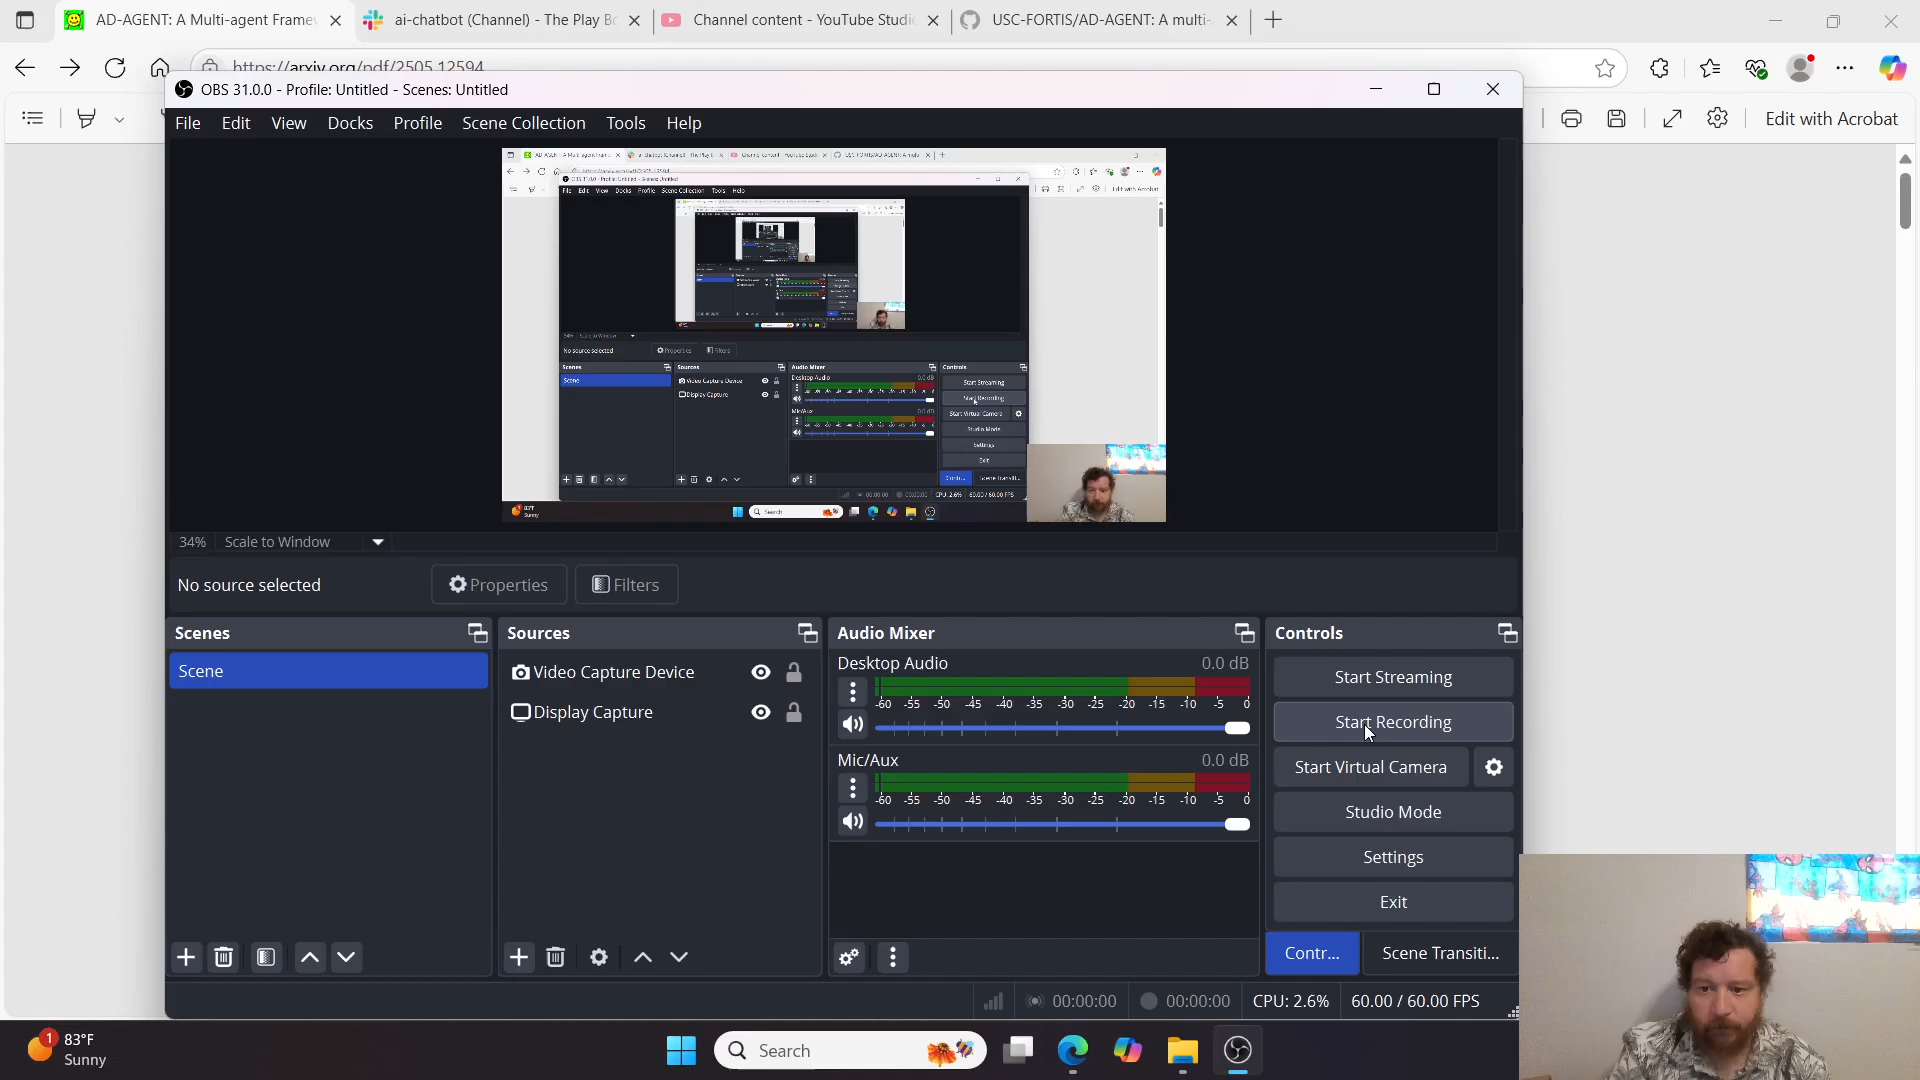 AD-AGENT: A Multi-agent Framew
ai-chatbot (Channel) - The Play B
Channel content - YouTube Studi
USC-FORTIS/AD-AGENT: A multi-
https://arxiv.org/pdf/2505.12594
Edit with Acrobat
OBS 31.0.0 - Profile: Untitled - Scenes: Untitled
File Edit View Docks Profile Scene Collection Tools Help
34% Scale to Window
No source selected
Properties
Filters
Scenes
Scene
Sources
Video Capture Device
Display Capture
Audio Mixer
Desktop Audio 0.0 dB
-60 -55 -50 -45 -40 -35 -30 -25 -20 -15 -10 -5 0
Mic/Aux 0.0 dB
-60 -55 -50 -45 -40 -35 -30 -25 -20 -15 -10 -5 0
Controls
Start Streaming
Start Recording
Start Virtual Camera
Studio Mode
Settings
Exit
Contr...
Scene Transiti...
00:00:00
00:00:00
CPU: 2.6%
60.00 / 60.00 FPS
1
83°F
Sunny
Search